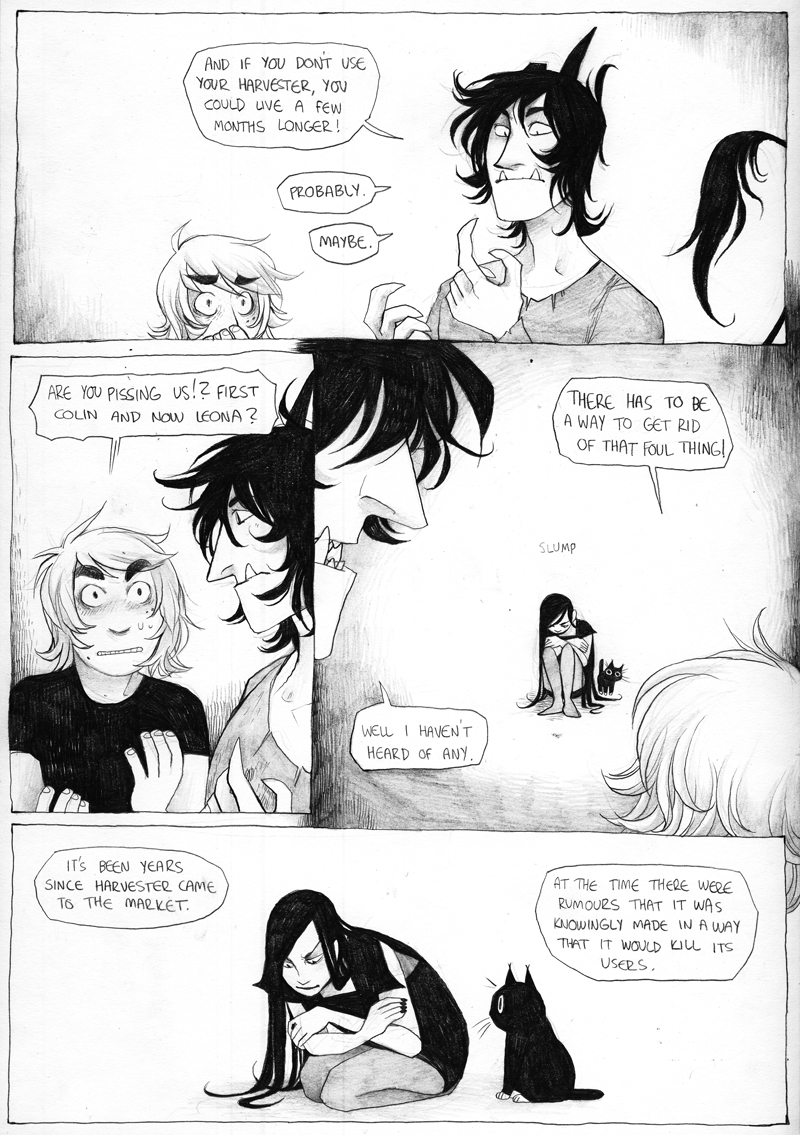 AND IF YOU DON'T USE
YOUR HARVESTER, YOU
COULD LIVE A FEW
MONTHS LONGER!
PROBABLY.
MAYBE.
ARE YOU PISSING US!? FIRST
COLIN AND NOW LEONA?
THERE HAS TO BE
A WAY TO GET RID
OF THAT FOUL THING!
SLUMP
WELL I HAVEN'T
HEARD OF ANY.
IT'S BEEN YEARS
SINCE HARVESTER CAME
TO THE MARKET.
AT THE TIME THERE WERE
RUMOURS THAT IT WAS
KNOWINGLY MADE IN A WAY
THAT IT WOULD KILL ITS
USERS.